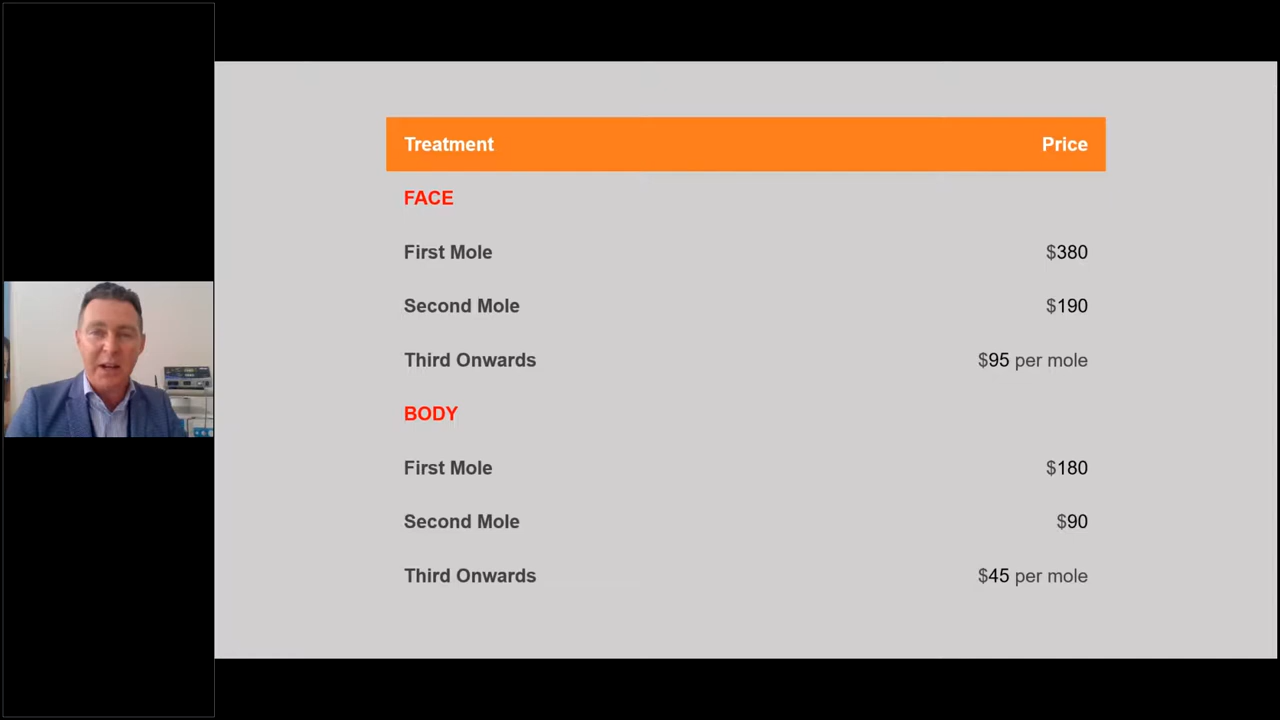 Treatment Price
FACE
First Mole $380
Second Mole $190
Third Onwards $95 per mole
BODY
First Mole $180
Second Mole $90
Third Onwards $45 per mole